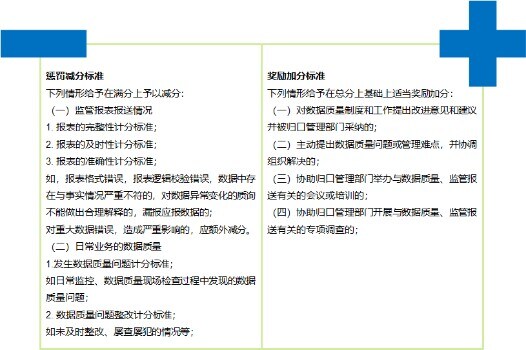 惩罚减分标准
下列情形给予在满分上予以减分：
（一）监管报表报送情况
1. 报表的完整性计分标准；
2. 报表的及时性计分标准；
3. 报表的准确性计分标准；
如，报表格式错误，报表逻辑校验错误，数据中存
在与事实情况严重不符的，对数据异常变化的质询
不能做出合理解释的，漏报应报数据的；
对重大数据错误，造成严重影响的，应额外减分。
（二）日常业务的数据质量
1.发生数据质量问题计分标准；
如日常监控、数据质量现场检查过程中发现的数据
质量问题；
2. 数据质量问题整改计分标准；
如未及时整改、屡查屡犯的情况等；
奖励加分标准
下列情形给予在总分上基础上适当奖励加分：
（一）对数据质量制度和工作提出改进意见和建议
并被归口管理部门采纳的；
（二）主动提出数据质量问题或管理难点，并协调
组织解决的；
（三）协助归口管理部门举办与数据质量、监管报
送有关的会议或培训的；
（四）协助归口管理部门开展与数据质量、监管报
送有关的专项调查的；